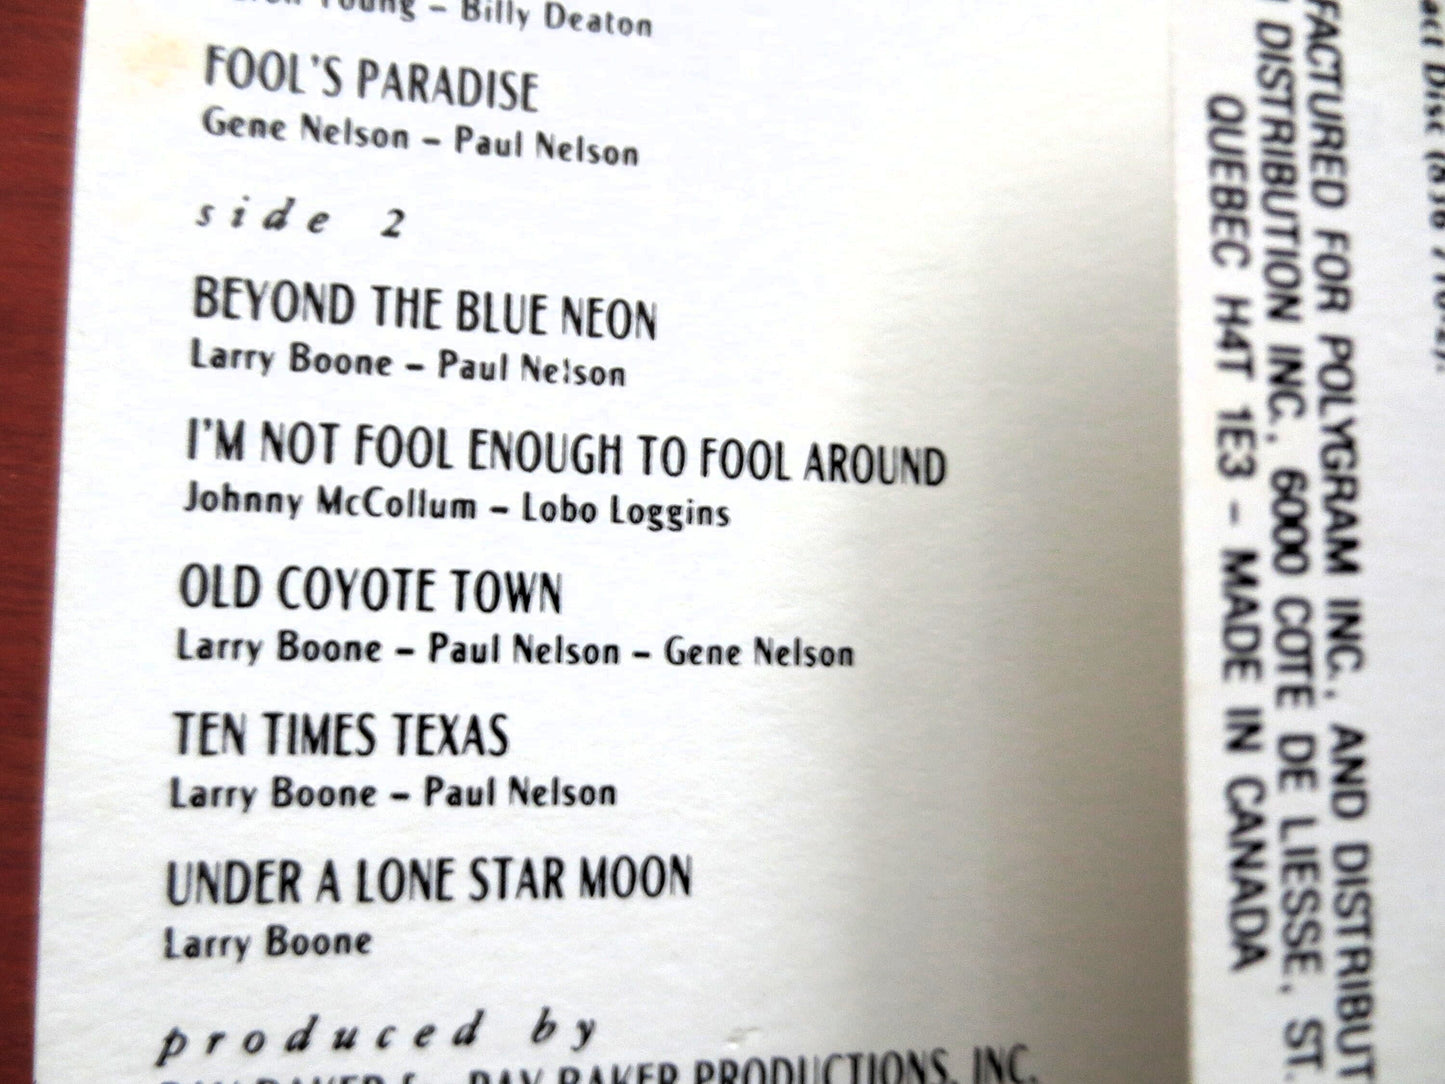 Young – Billy Deaton
FOOL'S PARADISE
Gene Nelson – Paul Nelson
side 2
BEYOND THE BLUE NEON
Larry Boone – Paul Nelson
I'M NOT FOOL ENOUGH TO FOOL AROUND
Johnny McCollum – Lobo Loggins
OLD COYOTE TOWN
Larry Boone – Paul Nelson – Gene Nelson
TEN TIMES TEXAS
Larry Boone – Paul Nelson
UNDER A LONE STAR MOON
Larry Boone
produced by
RAY BAKER PRODUCTIONS, INC.
FACTURED FOR POLYGRAM INC., AND DISTRIBUT
DISTRIBUTION INC., 6000 COTE DE LIESSE, ST.
QUEBEC H4T 1E3 – MADE IN CANADA
act Disc